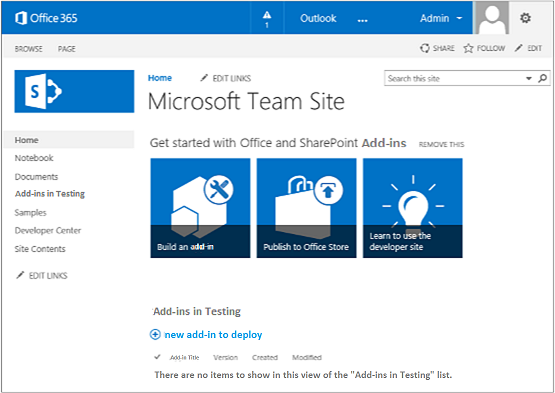 Office 365
1
Outlook
...
Admin
BROWSE
PAGE
SHARE
FOLLOW
EDIT
S
Home
EDIT LINKS
Search this site
Microsoft Team Site
Home
Notebook
Documents
Add-ins in Testing
Samples
Developer Center
Site Contents
EDIT LINKS
Get started with Office and SharePoint Add-ins
REMOVE THIS
Build an add-in
Publish to Office Store
Learn to use the
developer site
Add-ins in Testing
new add-in to deploy
Add-in Title
Version
Created
Modified
There are no items to show in this view of the "Add-ins in Testing" list.